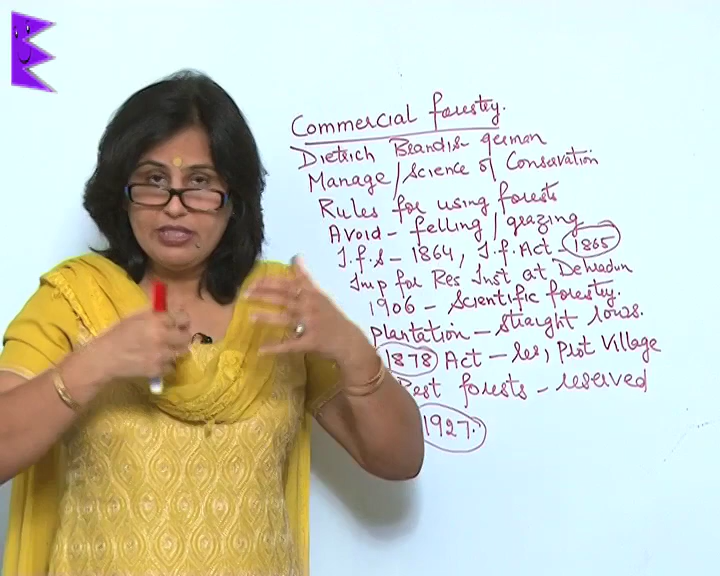 Commercial forestry.
Dietrich Brandis - german
Manage / Science of Conservation
Rules for using forests
Avoid - felling / grazing
I.f.s - 1864, I.f. Act - 1865
Imp for Res Inst at Dehradun
1906 - Scientific forestry.
Plantation - straight rows.
1878 Act - Res, Prot Village
Best forests - reserved
1927.